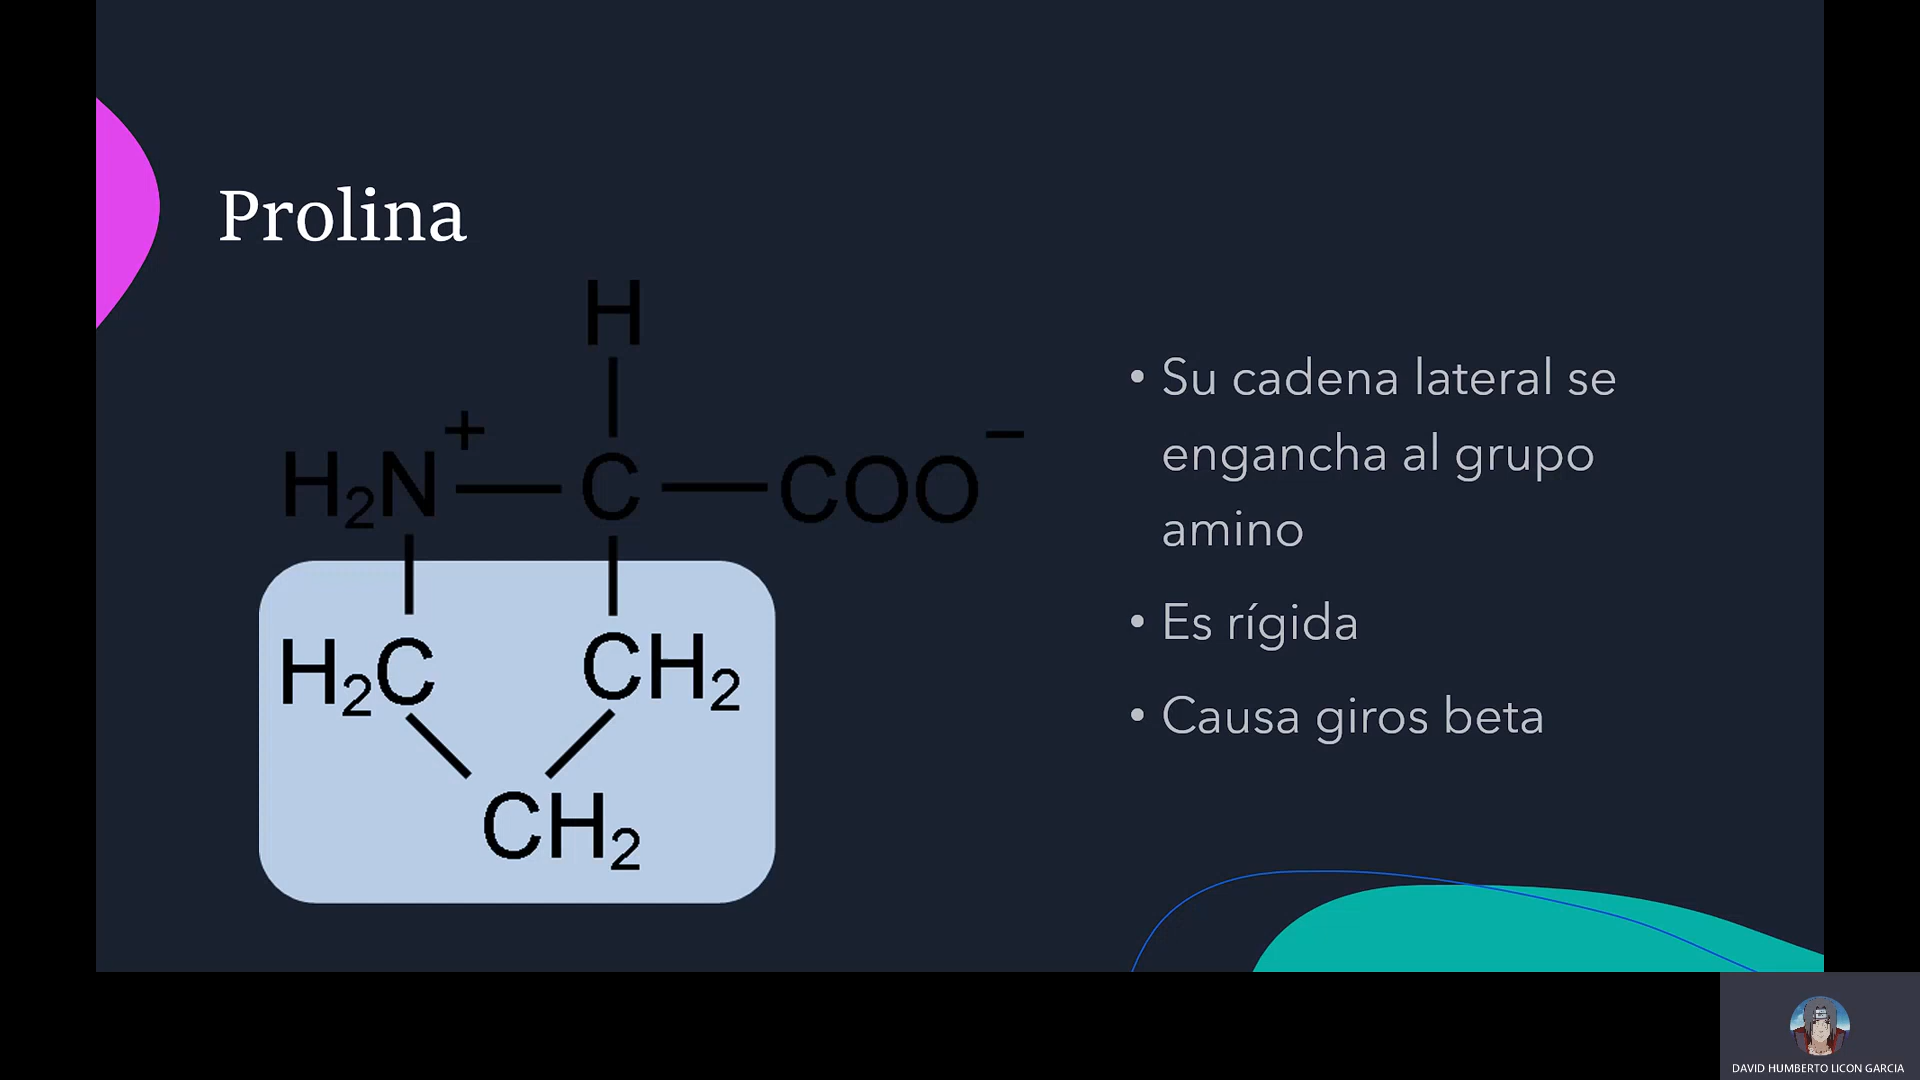 Prolina
H
H₂N⁺—C—COO⁻
H₂C CH₂
CH₂
• Su cadena lateral se
engancha al grupo
amino
• Es rígida
• Causa giros beta
DAVID HUMBERTO LICON GARCIA